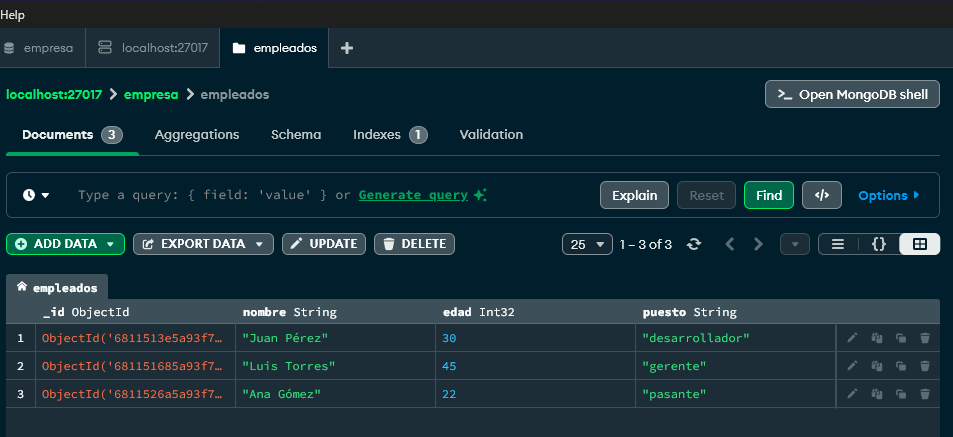 Help
empresa localhost:27017 empleados
localhost:27017 > empresa > empleados >_ Open MongoDB shell
Documents 3 Aggregations Schema Indexes 1 Validation
Type a query: { field: 'value' } or Generate query Explain Reset Find </> Options
ADD DATA EXPORT DATA UPDATE DELETE 25 1 – 3 of 3 {}
empleados
_id ObjectId nombre String edad Int32 puesto String
1 ObjectId('6811513e5a93f7… "Juan Pérez" 30 "desarrollador"
2 ObjectId('681151685a93f7… "Luis Torres" 45 "gerente"
3 ObjectId('6811526a5a93f7… "Ana Gómez" 22 "pasante"